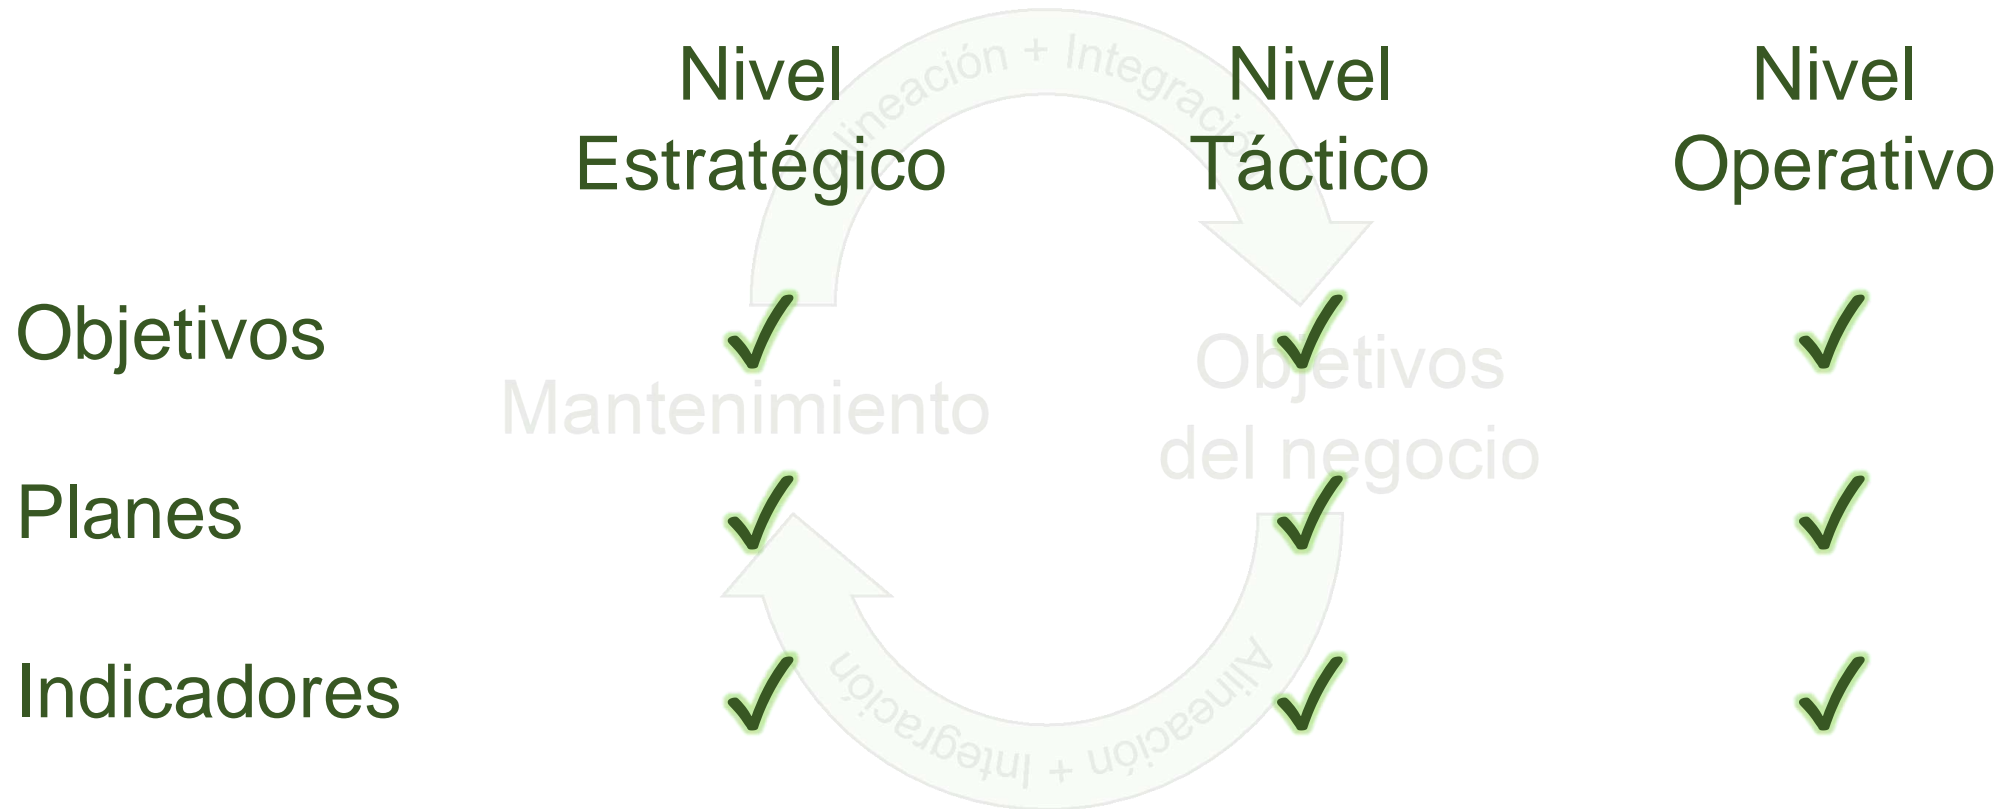 Nivel
Estratégico
Nivel
Táctico
Nivel
Operativo
Alineación + Integración
Objetivos
Mantenimiento
Objetivos
del negocio
Planes
Indicadores
Alineación + Integración